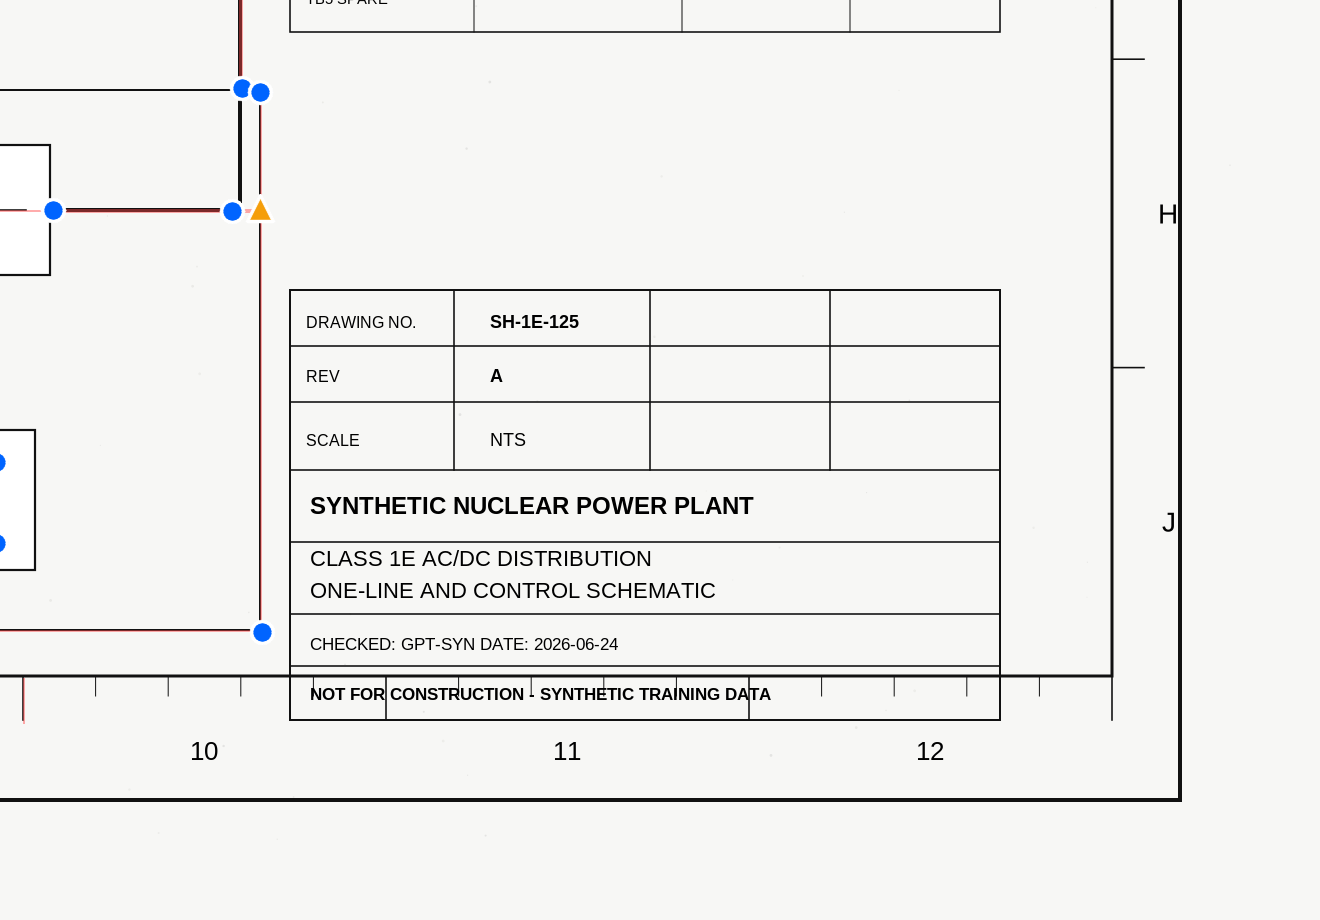 TB5 SPARE
H
DRAWING NO. SH-1E-125
REV A
SCALE NTS
SYNTHETIC NUCLEAR POWER PLANT
J
CLASS 1E AC/DC DISTRIBUTION
ONE-LINE AND CONTROL SCHEMATIC
CHECKED: GPT-SYN DATE: 2026-06-24
NOT FOR CONSTRUCTION - SYNTHETIC TRAINING DATA
10 11 12